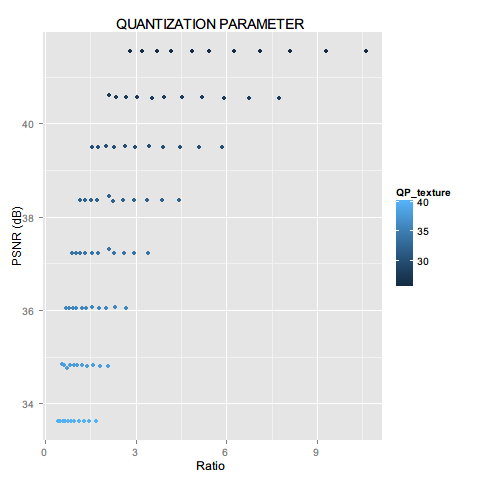 QUANTIZATION PARAMETER
PSNR (dB)
40
38
36
34
0
3
6
9
Ratio
QP_texture
40
35
30